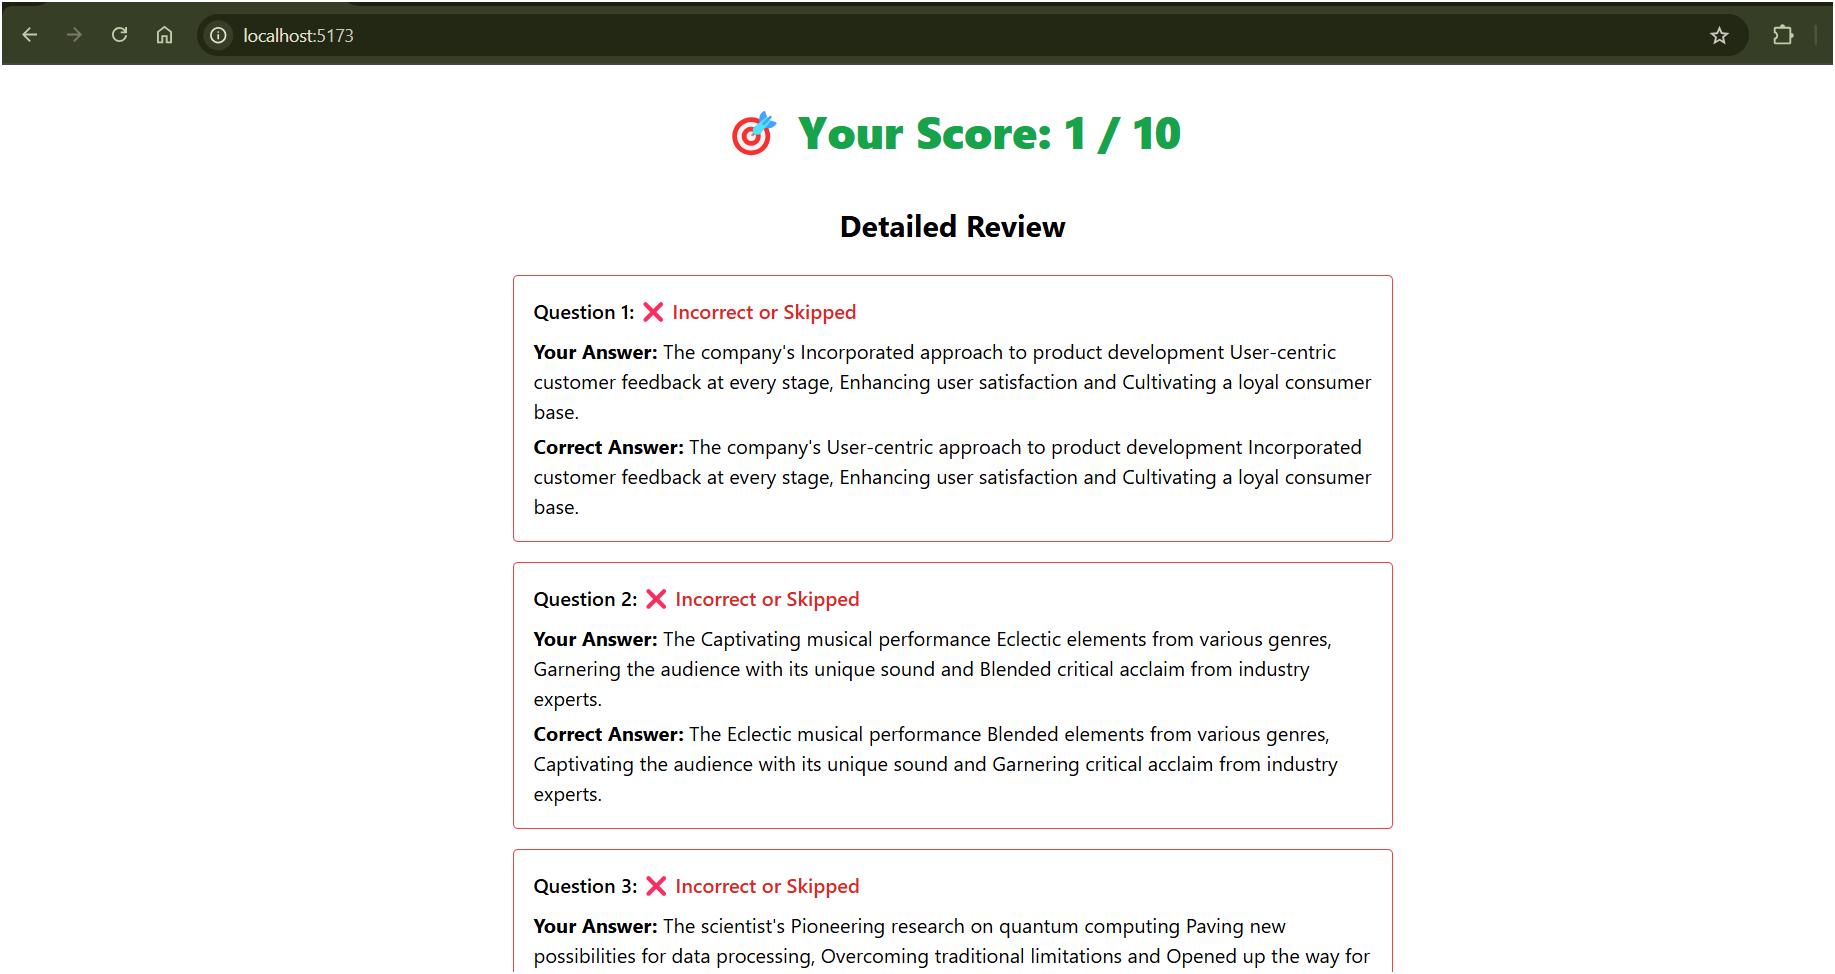 localhost:5173
Your Score: 1 / 10
Detailed Review
Question 1: ❌ Incorrect or Skipped
Your Answer: The company's Incorporated approach to product development User-centric
customer feedback at every stage, Enhancing user satisfaction and Cultivating a loyal consumer
base.
Correct Answer: The company's User-centric approach to product development Incorporated
customer feedback at every stage, Enhancing user satisfaction and Cultivating a loyal consumer
base.
Question 2: ❌ Incorrect or Skipped
Your Answer: The Captivating musical performance Eclectic elements from various genres,
Garnering the audience with its unique sound and Blended critical acclaim from industry
experts.
Correct Answer: The Eclectic musical performance Blended elements from various genres,
Captivating the audience with its unique sound and Garnering critical acclaim from industry
experts.
Question 3: ❌ Incorrect or Skipped
Your Answer: The scientist's Pioneering research on quantum computing Paving new
possibilities for data processing, Overcoming traditional limitations and Opened up the way for